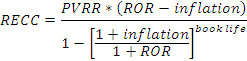 RECC = PVRR * (ROR − inflation) / 1 − [1 + inflation / 1 + ROR]^book life